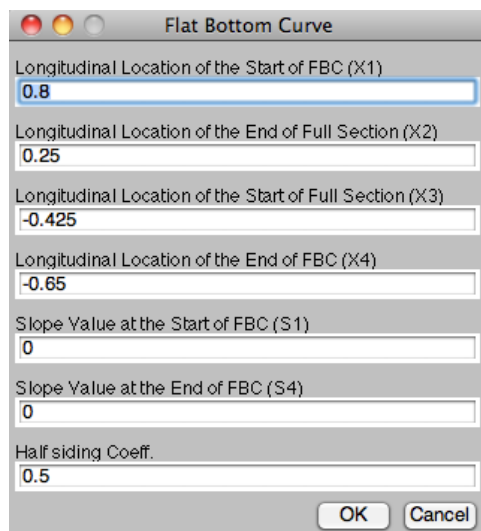 Flat Bottom Curve
Longitudinal Location of the Start of FBC (X1)
0.8
Longitudinal Location of the End of Full Section (X2)
0.25
Longitudinal Location of the Start of Full Section (X3)
-0.425
Longitudinal Location of the End of FBC (X4)
-0.65
Slope Value at the Start of FBC (S1)
0
Slope Value at the End of FBC (S4)
0
Half siding Coeff.
0.5
OK Cancel